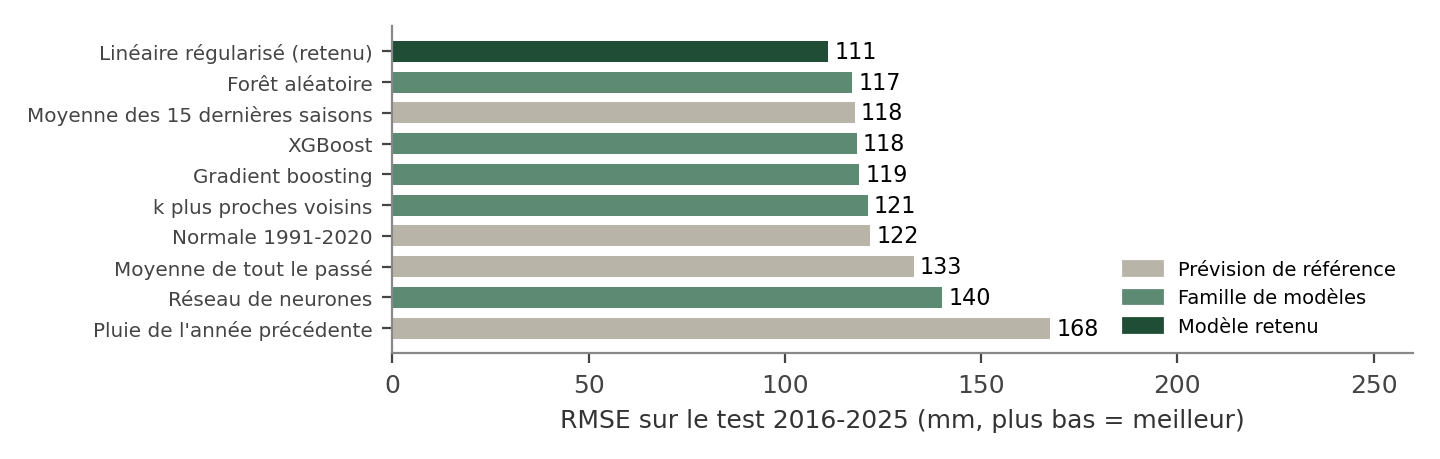 Linéaire régularisé (retenu) 111
Forêt aléatoire 117
Moyenne des 15 dernières saisons 118
XGBoost 118
Gradient boosting 119
k plus proches voisins 121
Normale 1991-2020 122
Moyenne de tout le passé 133
Réseau de neurones 140
Pluie de l'année précédente 168
Prévision de référence
Famille de modèles
Modèle retenu
0 50 100 150 200 250
RMSE sur le test 2016-2025 (mm, plus bas = meilleur)